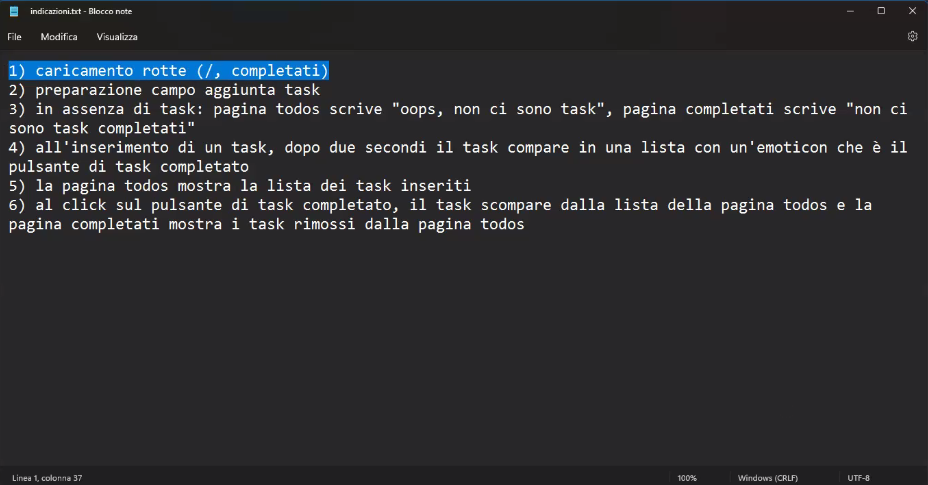 indicazioni.txt - Blocco note
File Modifica Visualizza
1) caricamento rotte (/, completati)
2) preparazione campo aggiunta task
3) in assenza di task: pagina todos scrive "oops, non ci sono task", pagina completati scrive "non ci
sono task completati"
4) all'inserimento di un task, dopo due secondi il task compare in una lista con un'emoticon che è il
pulsante di task completato
5) la pagina todos mostra la lista dei task inseriti
6) al click sul pulsante di task completato, il task scompare dalla lista della pagina todos e la
pagina completati mostra i task rimossi dalla pagina todos
Linea 1, colonna 37 100% Windows (CRLF) UTF-8